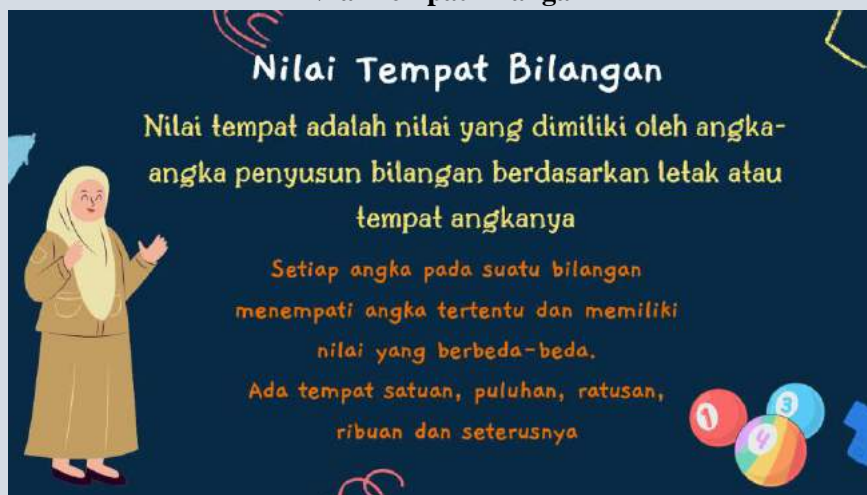 Nilai Tempat Bilangan
Nilai tempat adalah nilai yang dimiliki oleh angka-
angka penyusun bilangan berdasarkan letak atau
tempat angkanya
Setiap angka pada suatu bilangan
menempati angka tertentu dan memiliki
nilai yang berbeda-beda.
Ada tempat satuan, puluhan, ratusan,
ribuan dan seterusnya
1
3
4